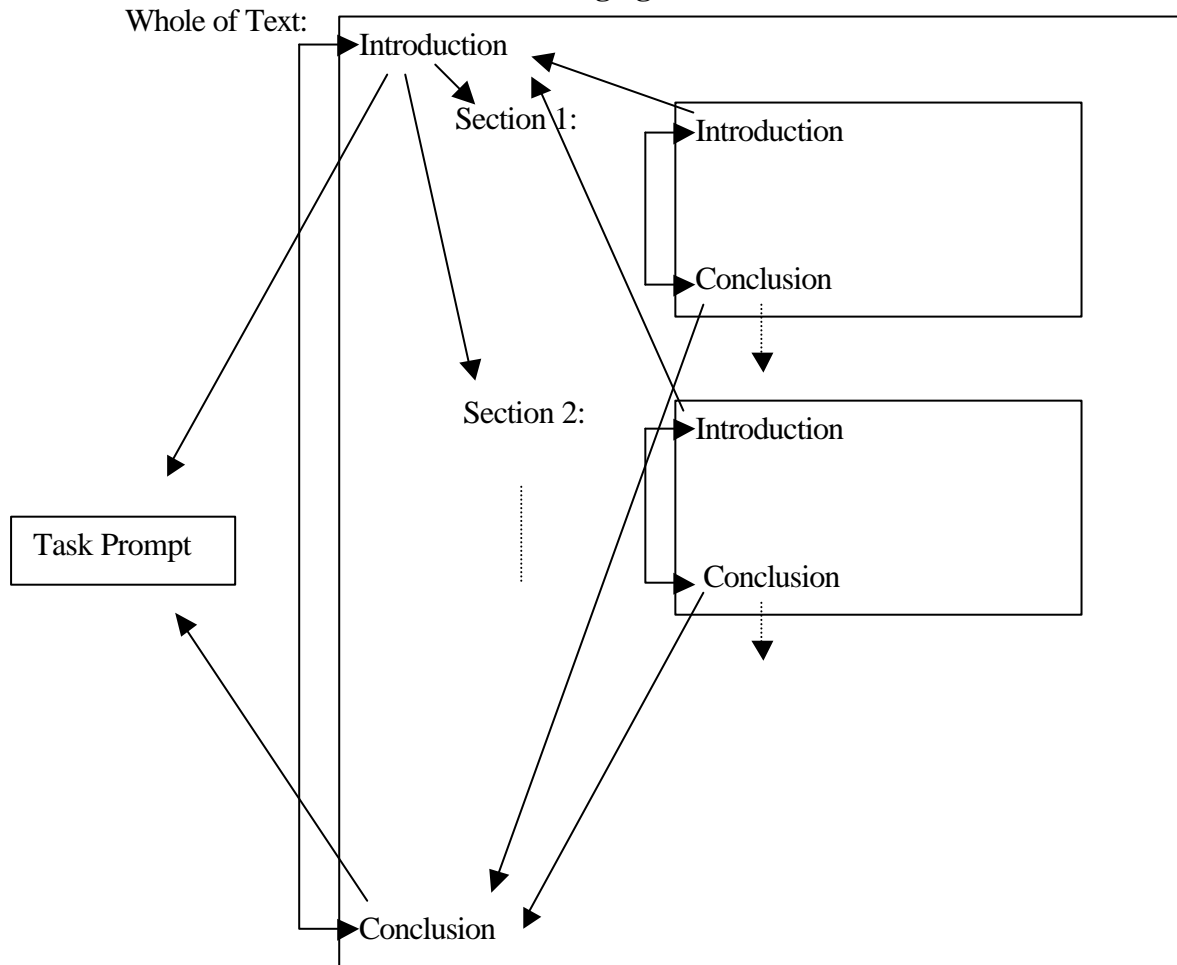 Whole of Text:
Introduction
Section 1:
Introduction
Conclusion
Section 2:
Introduction
Task Prompt
Conclusion
Conclusion